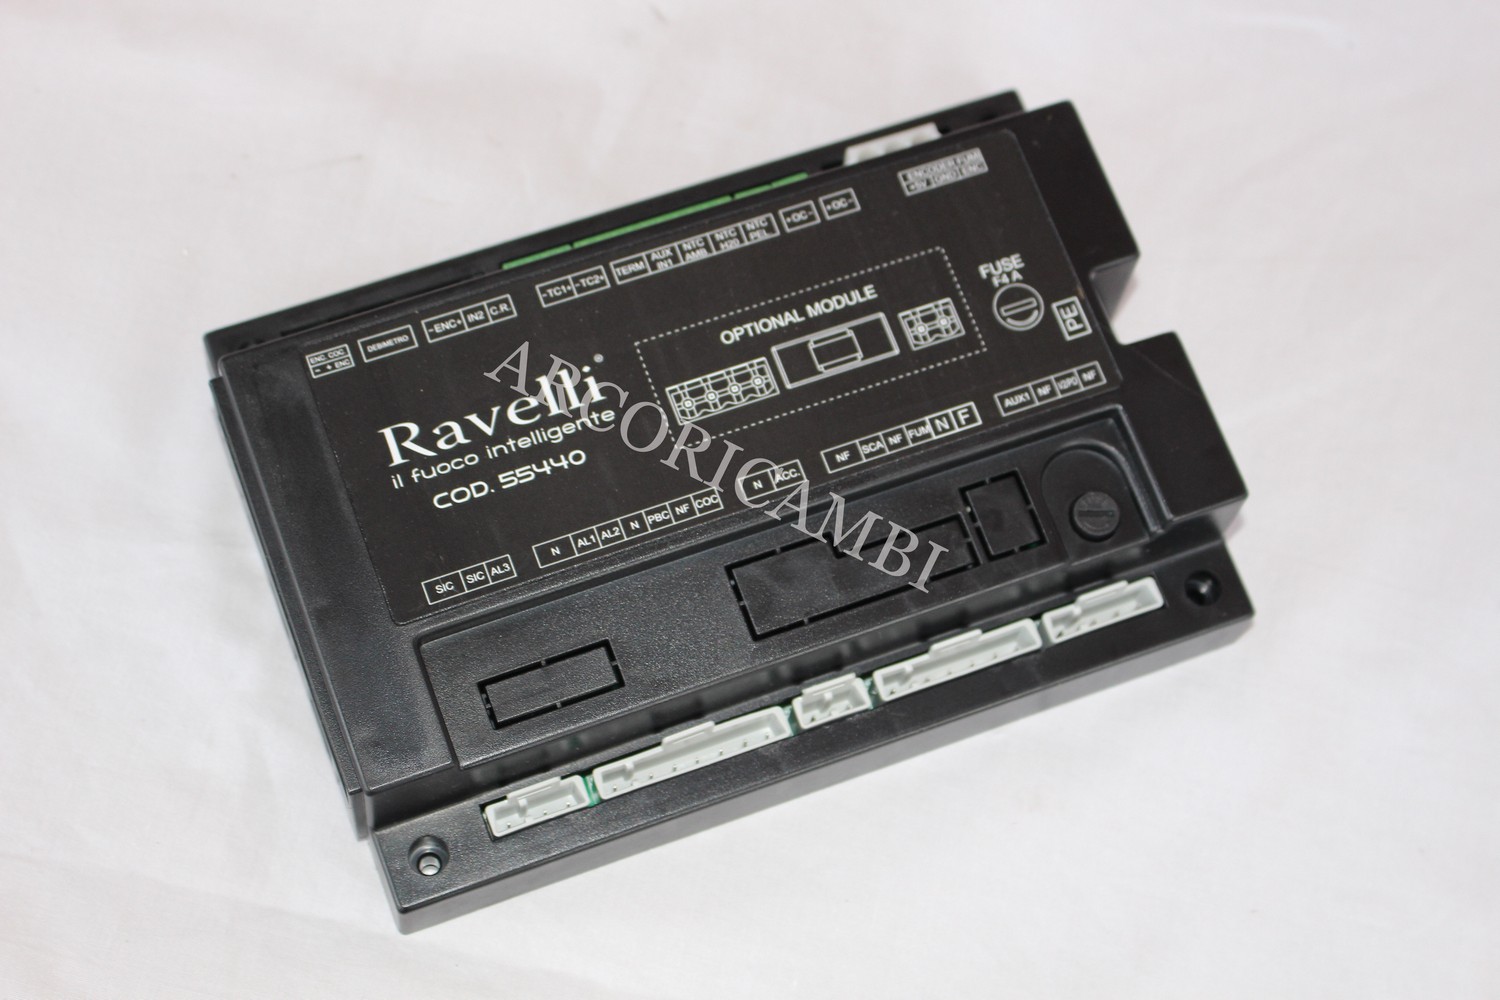 ENCODER FUMI
+5V GND ENC
+DC- +DC-
TERM AUX IN1 NTC AMB NTC H20 NTC PEL
-TC1+ -TC2+
-ENC+ IN2 C.R.
DEBIMETRO
ENC COC
- + ENC
FUSE
F4 A
PE
OPTIONAL MODULE
Ravelli
il fuoco intelligente
COD. 55440
ARCORICAMBI
AUX1 NF V2PD NF
NF SCA NF FUM N F
N ACC.
N AL1 AL2 N PBC NF COC
SIC SIC AL3